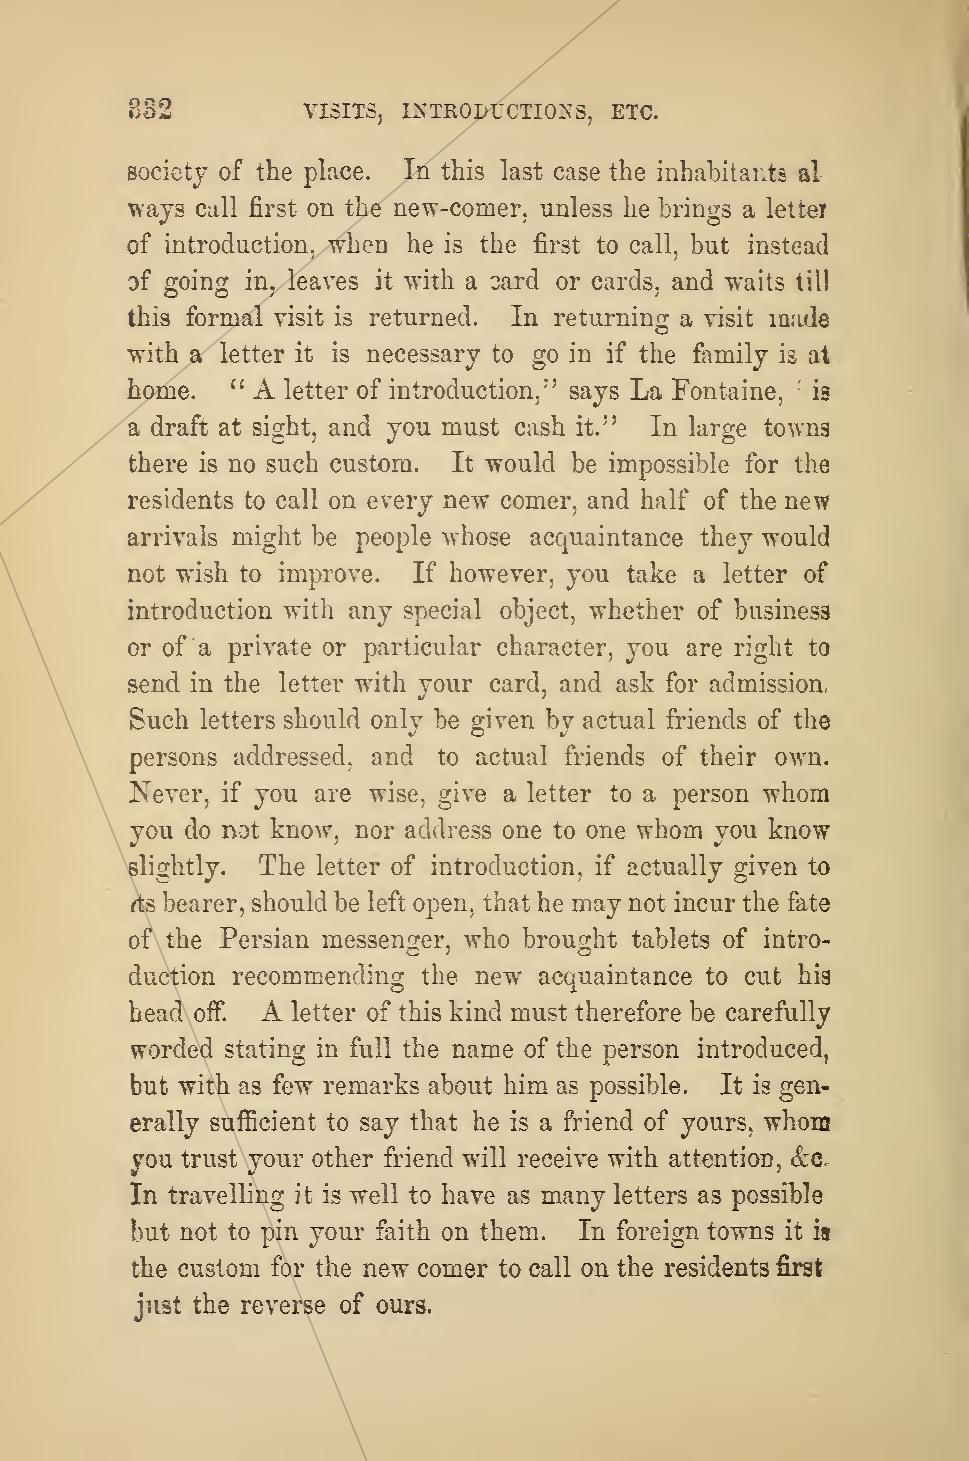 332 VISITS, INTRODUCTIONS, ETC.
society of the place. In this last case the inhabitants al
ways call first on the new-comer, unless he brings a letter
of introduction, when he is the first to call, but instead
of going in, leaves it with a card or cards, and waits till
this formal visit is returned. In returning a visit made
with a letter it is necessary to go in if the family is at
home. “ A letter of introduction,” says La Fontaine, ‘ is
a draft at sight, and you must cash it.” In large towns
there is no such custom. It would be impossible for the
residents to call on every new comer, and half of the new
arrivals might be people whose acquaintance they would
not wish to improve. If however, you take a letter of
introduction with any special object, whether of business
or of a private or particular character, you are right to
send in the letter with your card, and ask for admission.
Such letters should only be given by actual friends of the
persons addressed, and to actual friends of their own.
Never, if you are wise, give a letter to a person whom
you do not know, nor address one to one whom you know
slightly. The letter of introduction, if actually given to
its bearer, should be left open, that he may not incur the fate
of the Persian messenger, who brought tablets of intro-
duction recommending the new acquaintance to cut his
head off. A letter of this kind must therefore be carefully
worded stating in full the name of the person introduced,
but with as few remarks about him as possible. It is gen-
erally sufficient to say that he is a friend of yours, whom
you trust your other friend will receive with attention, &c.
In travelling it is well to have as many letters as possible
but not to pin your faith on them. In foreign towns it is
the custom for the new comer to call on the residents first
just the reverse of ours.